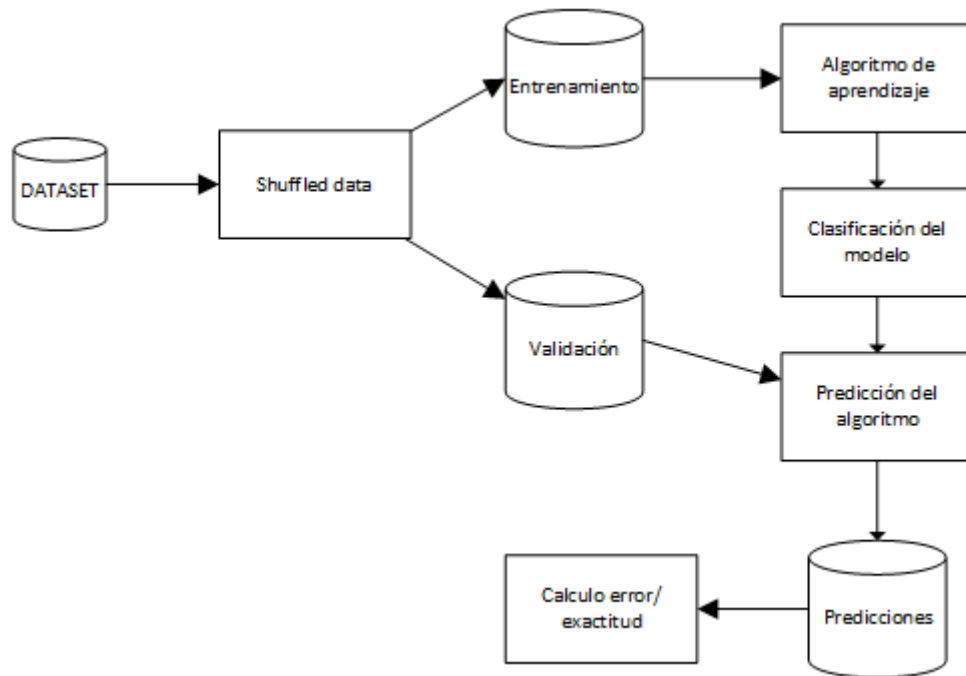 DATASET
Shuffled data
Entrenamiento
Algoritmo de
aprendizaje
Clasificación del
modelo
Validación
Predicción del
algoritmo
Calculo error/
exactitud
Predicciones